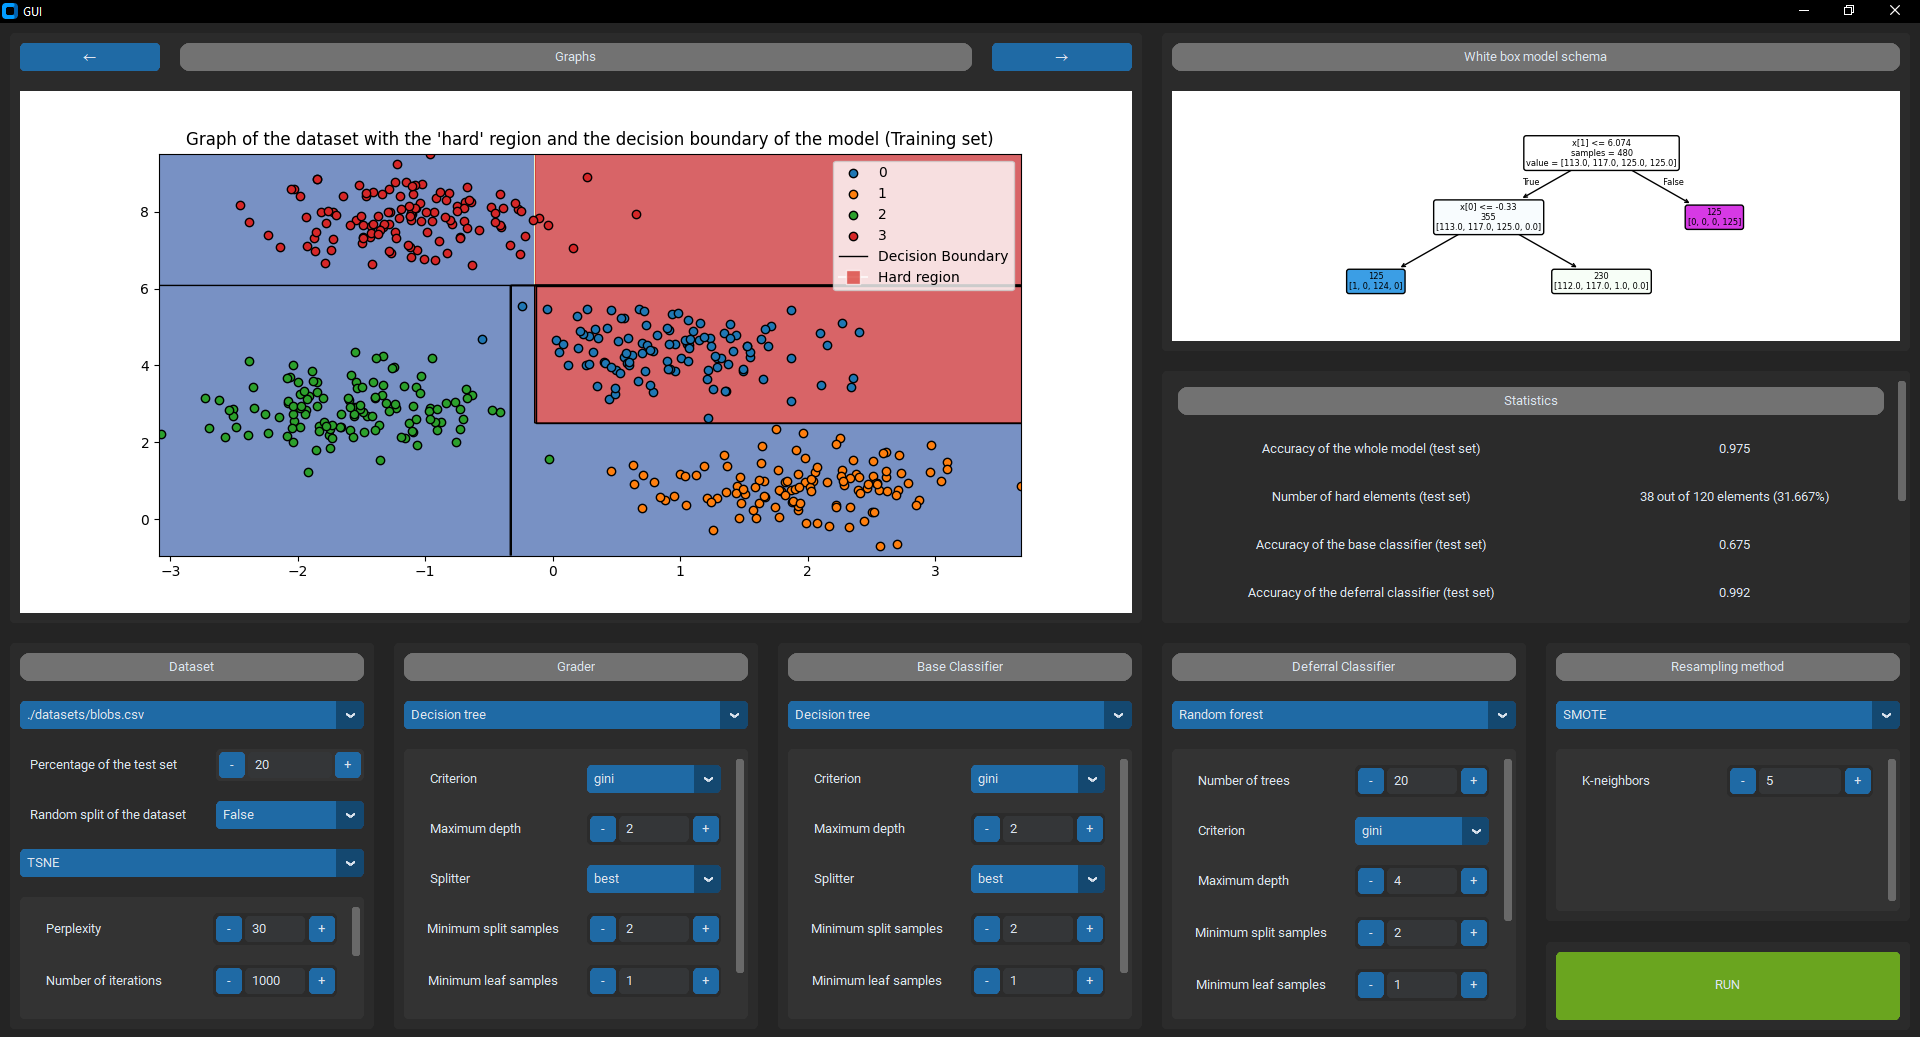 GUI
←
Graphs
→
Graph of the dataset with the 'hard' region and the decision boundary of the model (Training set)
0
1
2
3
Decision Boundary
Hard region
8
6
4
2
0
−3
−2
−1
0
1
2
3
White box model schema
x[1] <= 6.074
samples = 480
value = [113.0, 117.0, 125.0, 125.0]
True
False
x[0] <= -0.33
355
[113.0, 117.0, 125.0, 0.0]
125
[0, 0, 0, 125]
125
[1, 0, 124, 0]
230
[112.0, 117.0, 1.0, 0.0]
Statistics
Accuracy of the whole model (test set) 0.975
Number of hard elements (test set) 38 out of 120 elements (31.667%)
Accuracy of the base classifier (test set) 0.675
Accuracy of the deferral classifier (test set) 0.992
Dataset
./datasets/blobs.csv
Percentage of the test set - 20 +
Random split of the dataset False
TSNE
Perplexity - 30 +
Number of iterations - 1000 +
Grader
Decision tree
Criterion gini
Maximum depth - 2 +
Splitter best
Minimum split samples - 2 +
Minimum leaf samples - 1 +
Base Classifier
Decision tree
Criterion gini
Maximum depth - 2 +
Splitter best
Minimum split samples - 2 +
Minimum leaf samples - 1 +
Deferral Classifier
Random forest
Number of trees - 20 +
Criterion gini
Maximum depth - 4 +
Minimum split samples - 2 +
Minimum leaf samples - 1 +
Resampling method
SMOTE
K-neighbors - 5 +
RUN